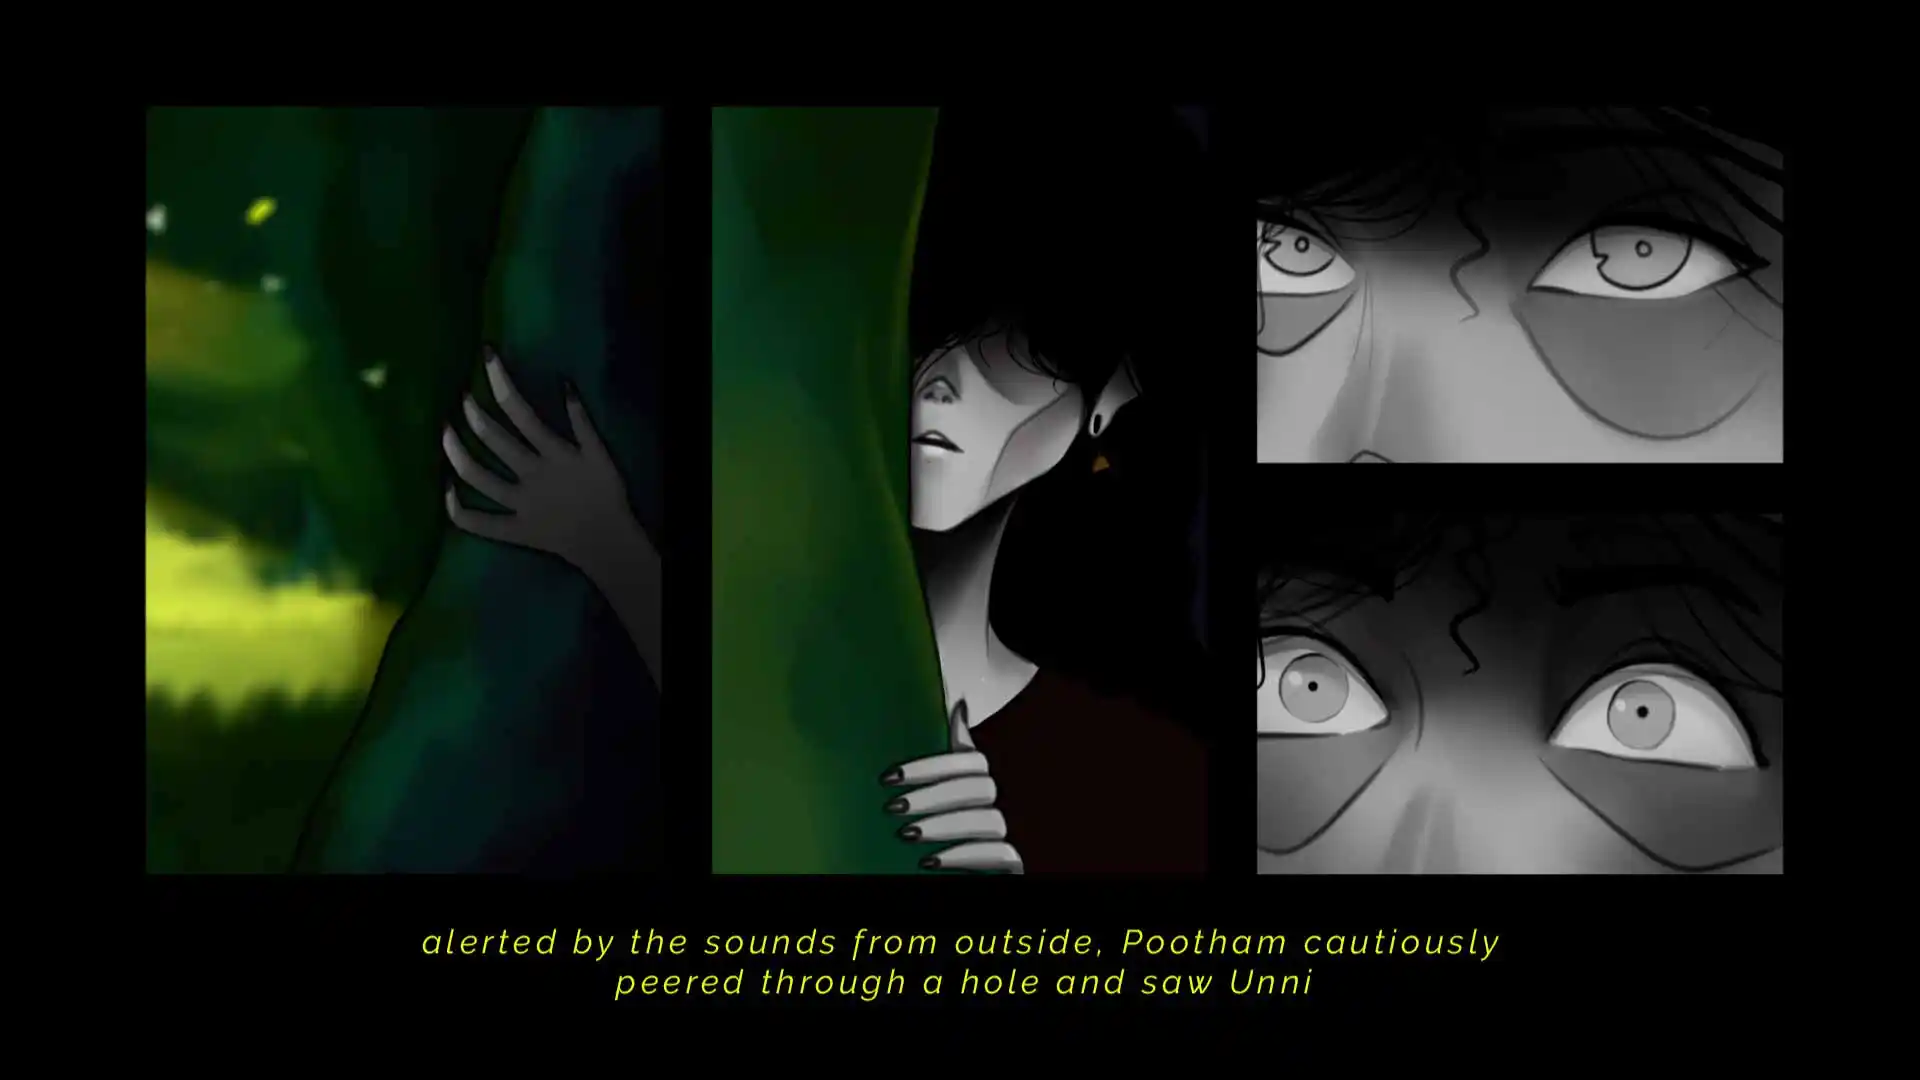 alerted by the sounds from outside, Pootham cautiously
peered through a hole and saw Unni